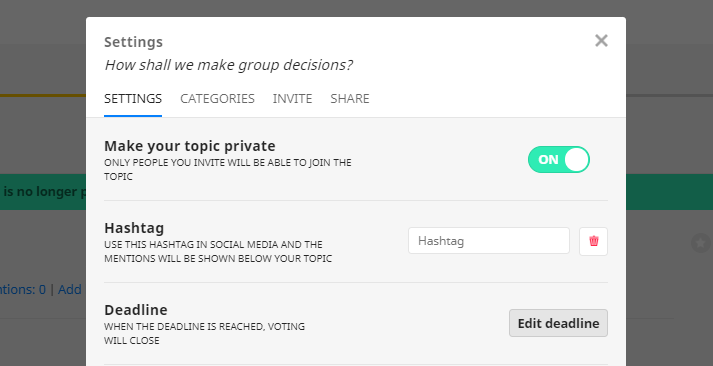 Settings
How shall we make group decisions?
SETTINGS CATEGORIES INVITE SHARE
Make your topic private
ONLY PEOPLE YOU INVITE WILL BE ABLE TO JOIN THE
TOPIC
ON
is no longer
Hashtag
USE THIS HASHTAG IN SOCIAL MEDIA AND THE
MENTIONS WILL BE SHOWN BELOW YOUR TOPIC
Hashtag
ntions: 0 | Add
Deadline
WHEN THE DEADLINE IS REACHED, VOTING
WILL CLOSE
Edit deadline